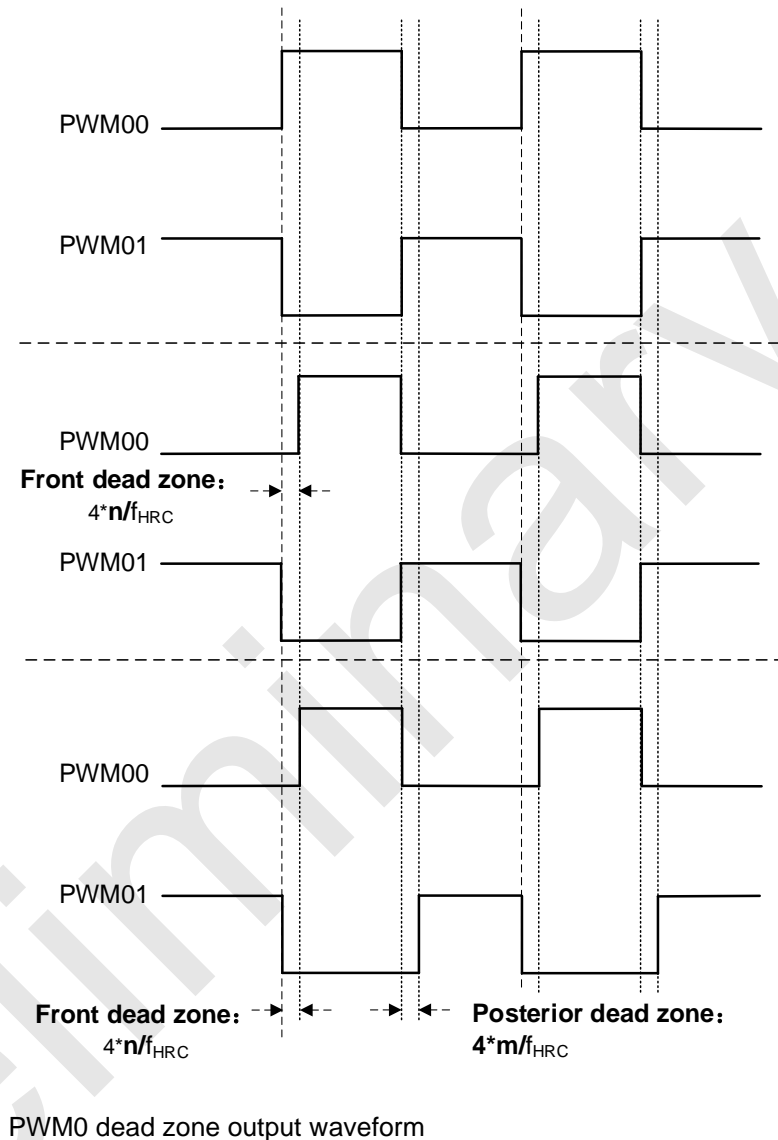 PWM00
PWM01
PWM00
Front dead zone：
4*n/fHRC
PWM01
PWM00
PWM01
Front dead zone：
4*n/fHRC
Posterior dead zone：
4*m/fHRC
PWM0 dead zone output waveform
eliminary